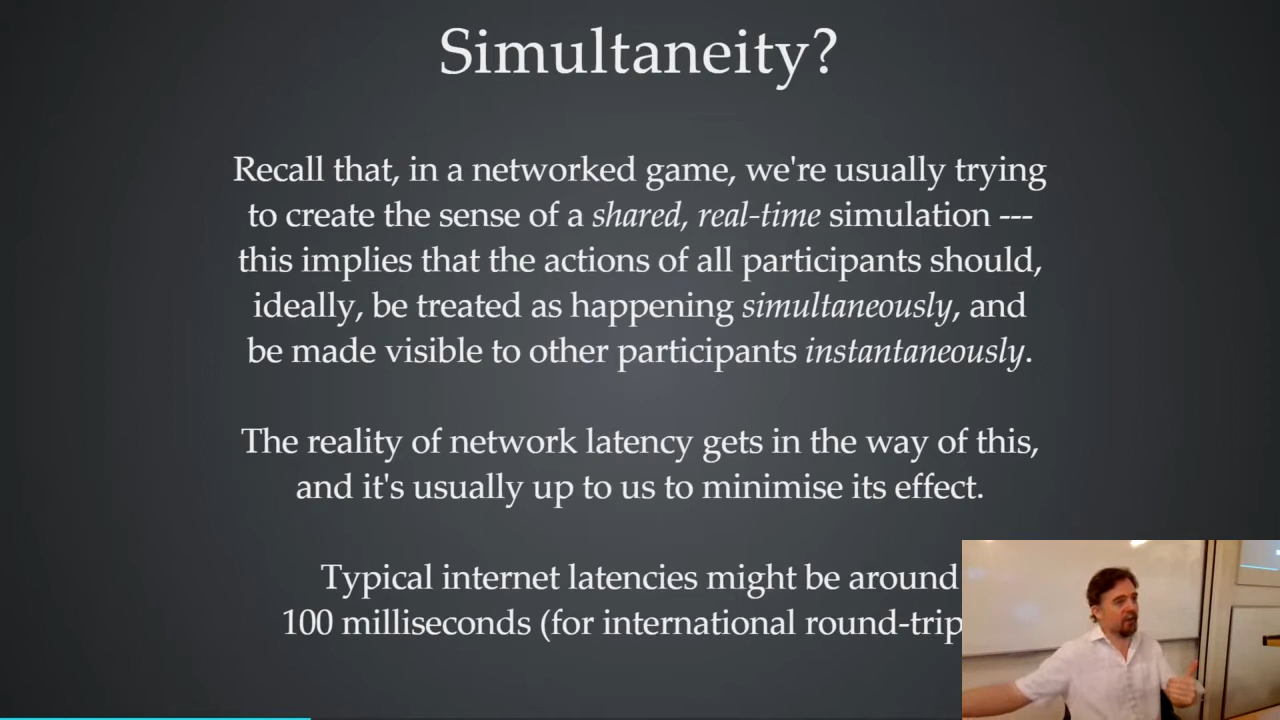 Simultaneity?
Recall that, in a networked game, we're usually trying
to create the sense of a shared, real-time simulation ---
this implies that the actions of all participants should,
ideally, be treated as happening simultaneously, and
be made visible to other participants instantaneously.
The reality of network latency gets in the way of this,
and it's usually up to us to minimise its effect.
Typical internet latencies might be around
100 milliseconds (for international round-trip